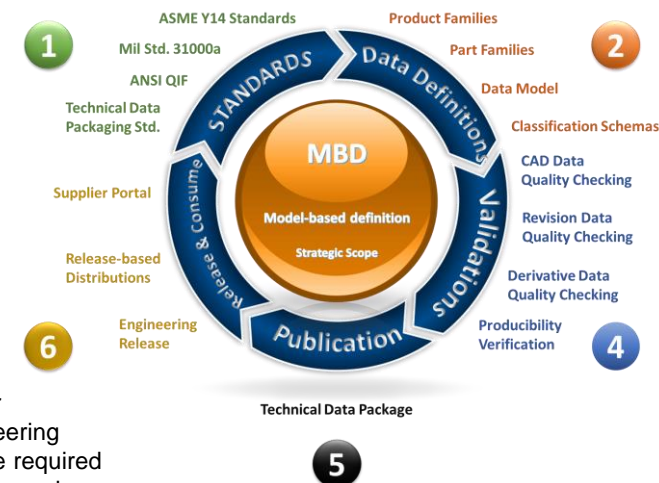 1
ASME Y14 Standards
Mil Std. 31000a
ANSI QIF
Technical Data
Packaging Std.
STANDARDS
Product Families
2
Part Families
Data Model
Classification Schemas
Data Definitions
CAD Data
Quality Checking
Revision Data
Quality Checking
Derivative Data
Quality Checking
Producibility
Verification
4
Validations
MBD
Model-based definition
Strategic Scope
Publication
Technical Data Package
5
Release & Consume
Supplier Portal
Release-based
Distributions
Engineering
Release
6
eering
e required